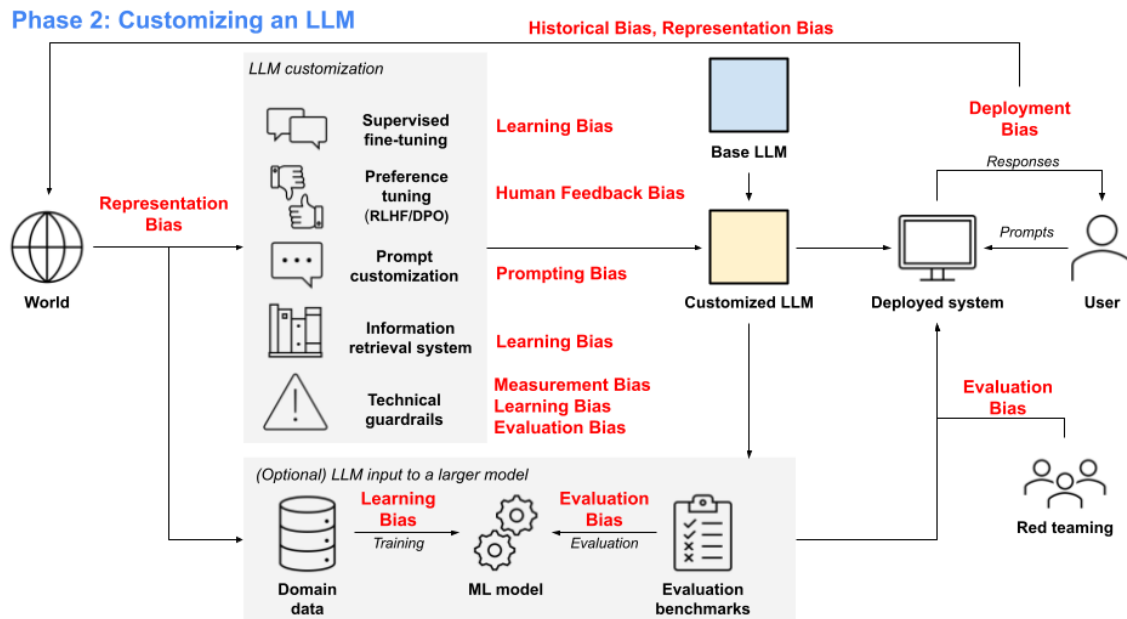 Phase 2: Customizing an LLM
Historical Bias, Representation Bias
LLM customization
Supervised
fine-tuning
Learning Bias
Preference
tuning
(RLHF/DPO)
Human Feedback Bias
Prompt
customization
Prompting Bias
Information
retrieval system
Learning Bias
Technical
guardrails
Measurement Bias
Learning Bias
Evaluation Bias
Representation
Bias
World
Base LLM
Customized LLM
Deployment
Bias
Responses
Prompts
Deployed system
User
Evaluation
Bias
Red teaming
(Optional) LLM input to a larger model
Learning
Bias
Training
Evaluation
Bias
Evaluation
Domain
data
ML model
Evaluation
benchmarks